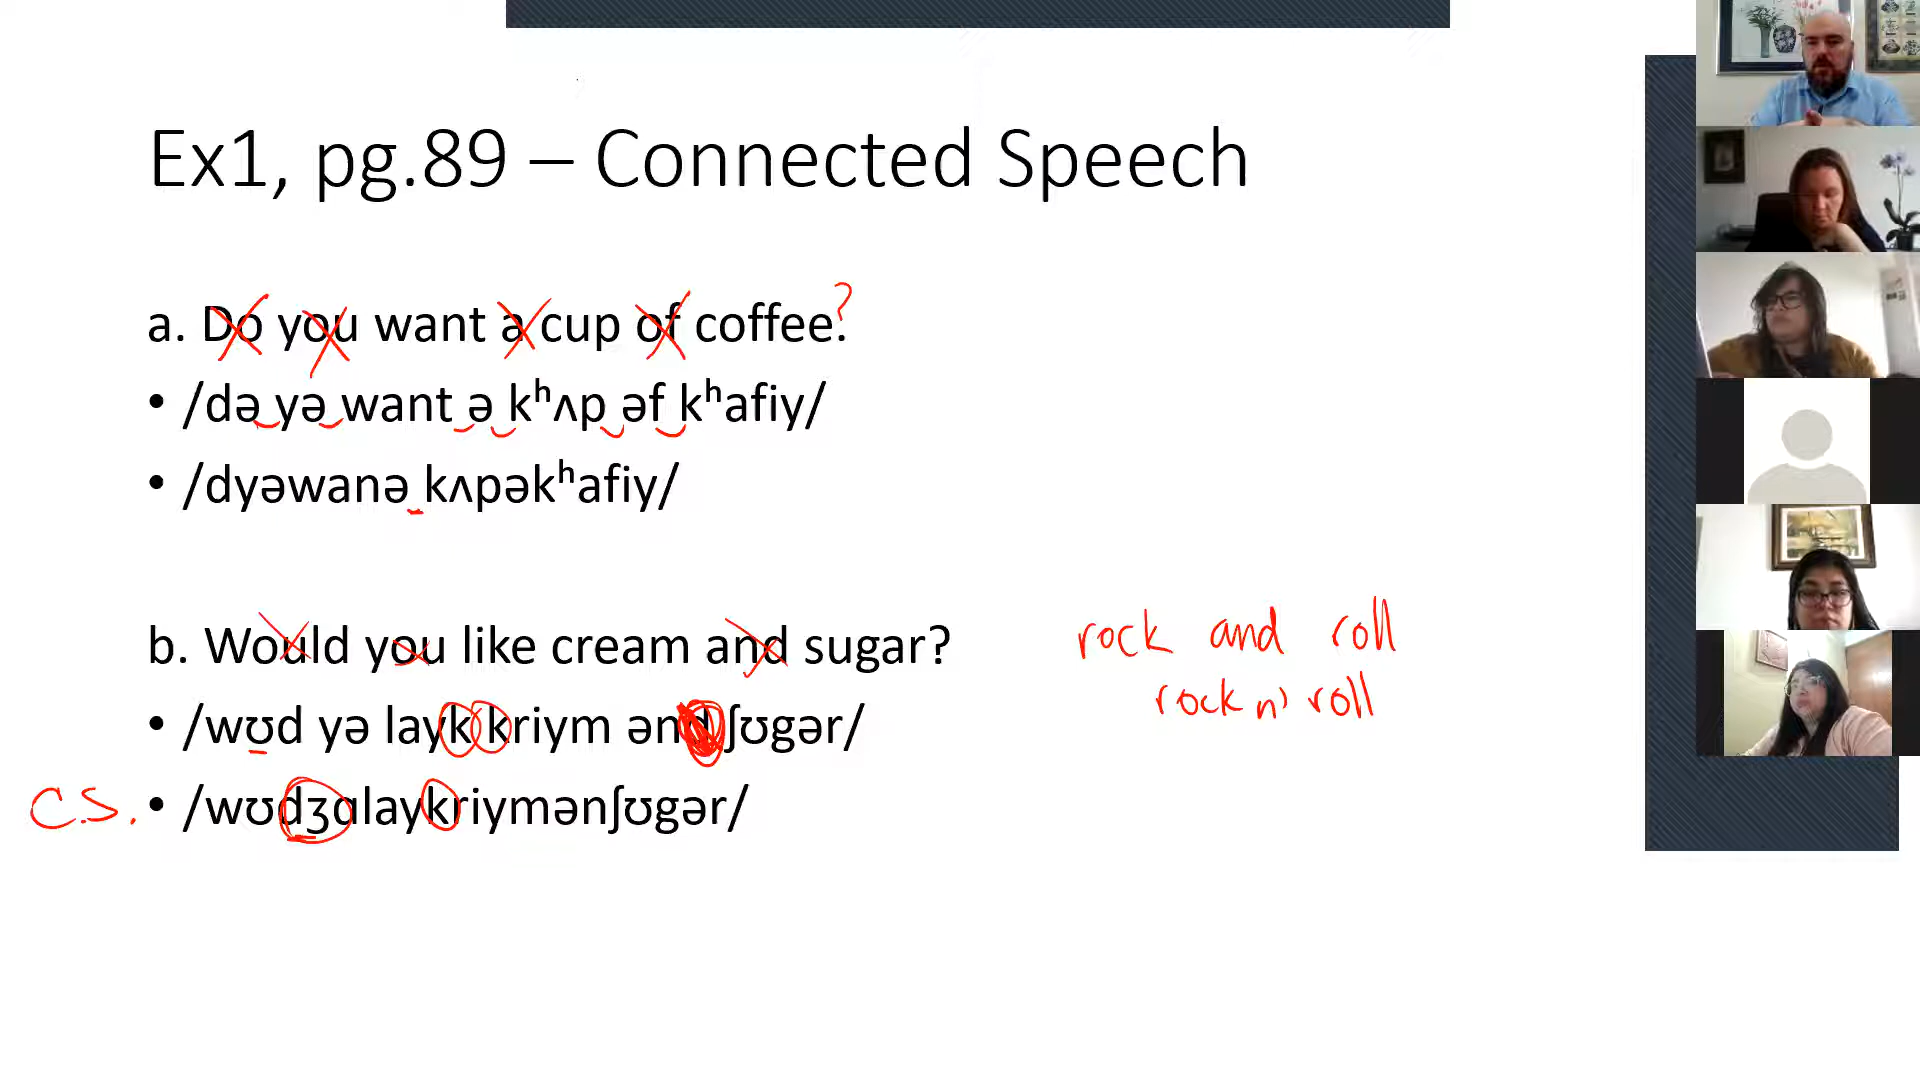 Ex1, pg.89 – Connected Speech
a. Do you want a cup of coffee.?
• /də yə want ə kʰʌp əf kʰafiy/
• /dyəwanə kʌpəkʰafiy/
b. Would you like cream and sugar?
rock and roll
rock n' roll
• /wʊd yə layk kriym ənd ʃʊgər/
C.S. • /wʊdʒɑlaykriymənʃʊgər/